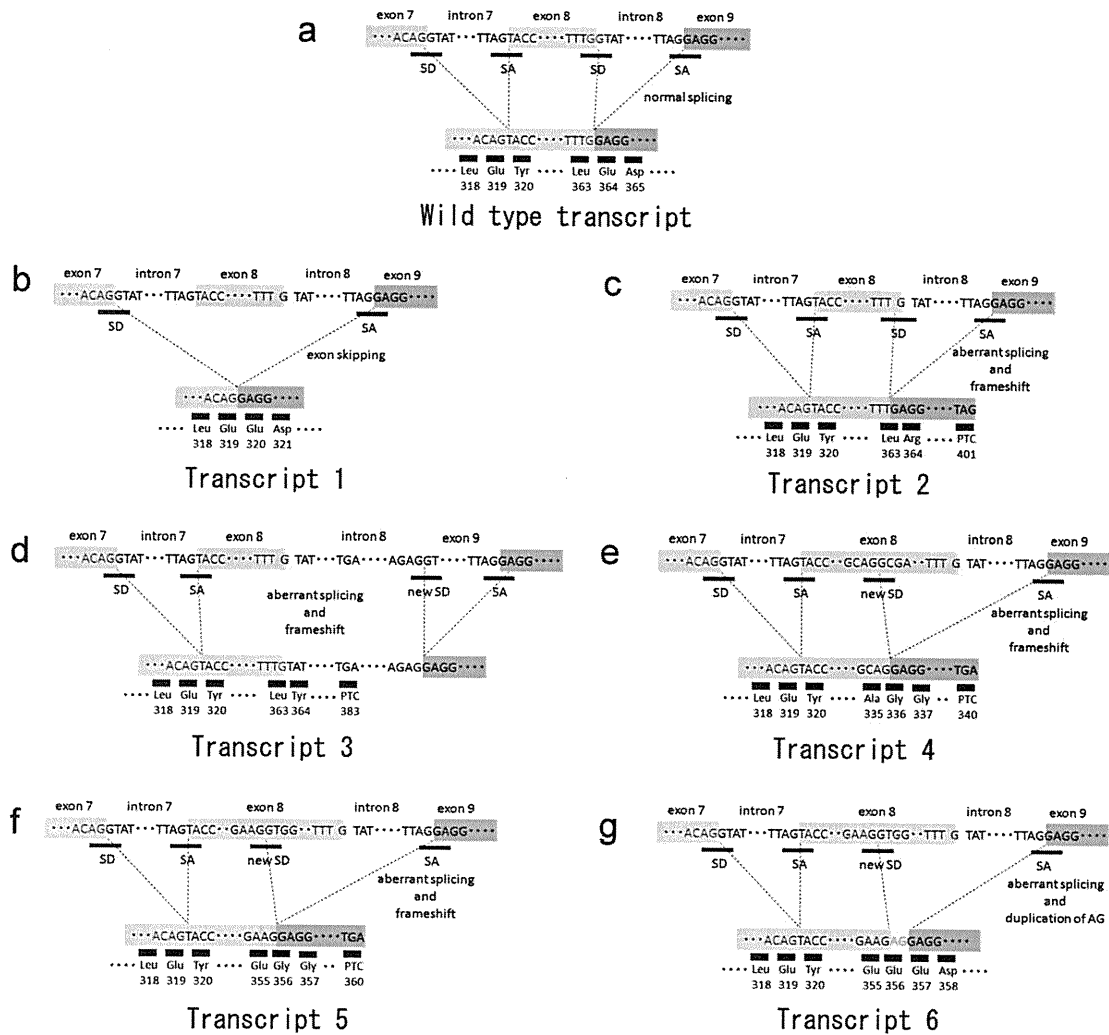 a
exon 7 intron 7 exon 8 intron 8 exon 9
····ACAGGTAT····TTAGTACC····TTTGGTAT····TTAGGAGG····
SD SA SD SA
normal splicing
····ACAGTACC····TTTGGAGG····
Leu Glu Tyr Leu Glu Asp
···· 318 319 320 ···· 363 364 365 ····
Wild type transcript
b
exon 7 intron 7 exon 8 intron 8 exon 9
····ACAGGTAT····TTAGTACC····TTT G TAT····TTAGGAGG····
SD SA
exon skipping
····ACAGGAGG····
Leu Glu Glu Asp
···· 318 319 320 321 ····
Transcript 1
c
exon 7 intron 7 exon 8 intron 8 exon 9
····ACAGGTAT····TTAGTACC····TTT G TAT····TTAGGAGG····
SD SA SD SA
aberrant splicing
and
frameshift
····ACAGTACC····TTTGAGG····TAG
Leu Glu Tyr Leu Arg PTC
···· 318 319 320 ···· 363 364 ···· 401
Transcript 2
d
exon 7 intron 7 exon 8 intron 8 exon 9
····ACAGGTAT····TTAGTACC····TTT G TAT····TGA····AGAGGT····TTAGGAGG····
SD SA new SD SA
aberrant splicing
and
frameshift
····ACAGTACC····TTTGTAT····TGA····AGAGGAGG····
Leu Glu Tyr Leu Tyr PTC
···· 318 319 320 ···· 363 364 ···· 383
Transcript 3
e
exon 7 intron 7 exon 8 intron 8 exon 9
····ACAGGTAT····TTAGTACC····GCAGGCGA··TTT G TAT····TTAGGAGG····
SD SA new SD SA
aberrant splicing
and
frameshift
····ACAGTACC····GCAGGAGG····TGA
Leu Glu Tyr Ala Gly Gly PTC
···· 318 319 320 ···· 335 336 337 ···· 340
Transcript 4
f
exon 7 intron 7 exon 8 intron 8 exon 9
····ACAGGTAT····TTAGTACC··GAAGGTGG··TTT G TAT····TTAGGAGG····
SD SA new SD SA
aberrant splicing
and
frameshift
····ACAGTACC····GAAGGAGG····TGA
Leu Glu Tyr Glu Gly Gly PTC
···· 318 319 320 ···· 355 356 357 ···· 360
Transcript 5
g
exon 7 intron 7 exon 8 intron 8 exon 9
····ACAGGTAT····TTAGTACC··GAAGGTGG··TTT G TAT····TTAGGAGG····
SD SA new SD SA
aberrant splicing
and
duplication of AG
····ACAGTACC····GAAGAGGAGG····
Leu Glu Tyr Glu Glu Glu Asp
···· 318 319 320 ···· 355 356 357 358 ····
Transcript 6